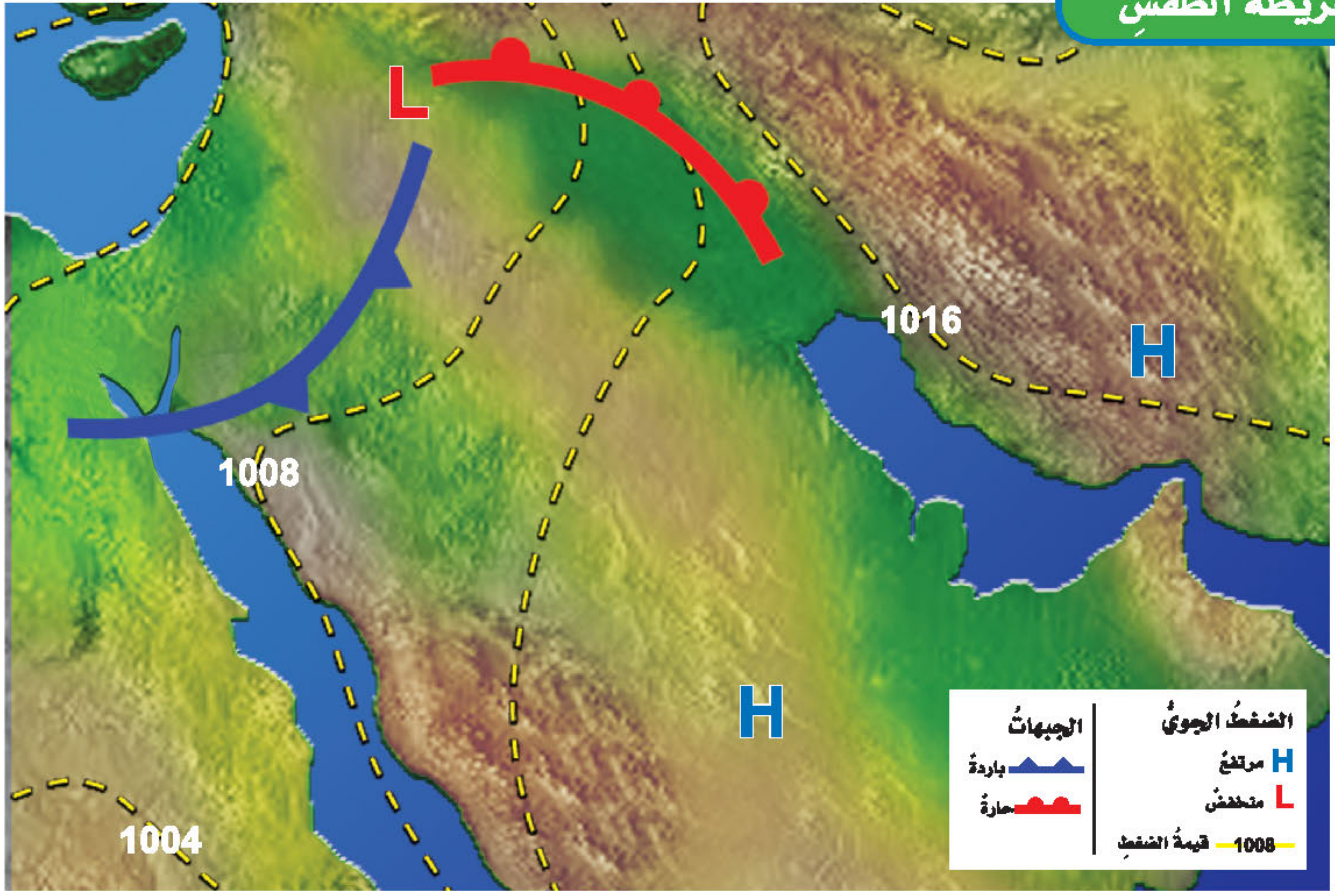 خريطة الطقسِ
L
1016
H
1008
H
1004
الضغطُ الجويُّ
H مرتفعٌ
L منخفضٌ
1008 قيمةُ الضغطِ
الجبهاتُ
باردةٌ
حارةٌ